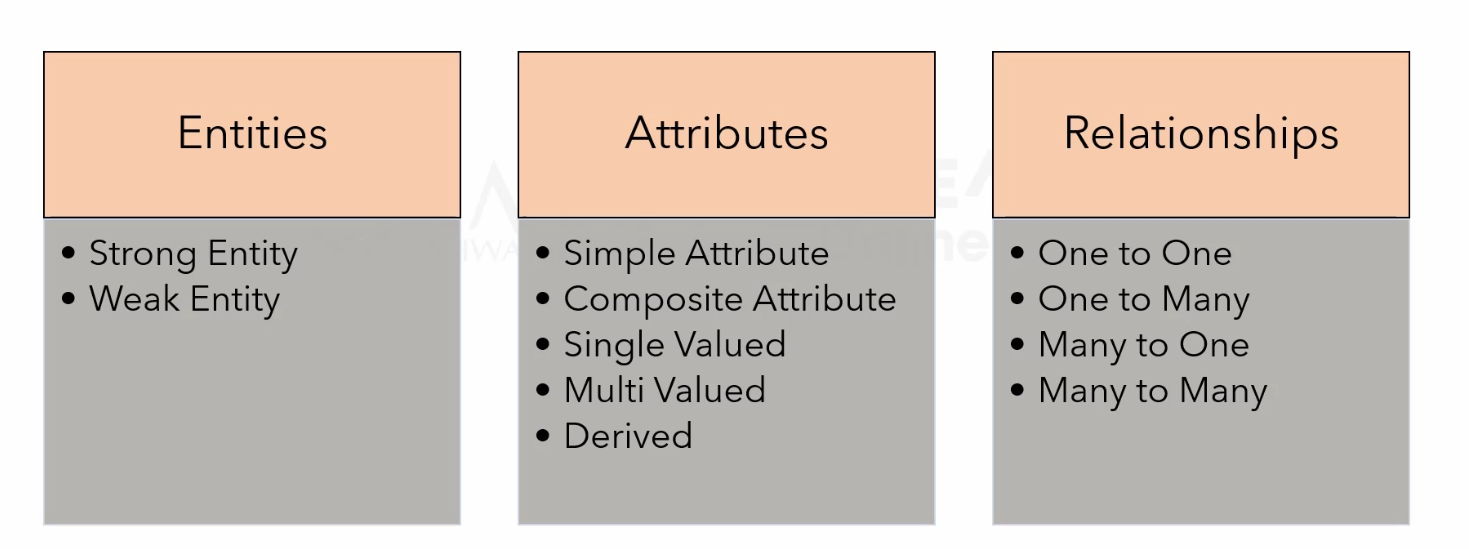 Entities
• Strong Entity
• Weak Entity
Attributes
• Simple Attribute
• Composite Attribute
• Single Valued
• Multi Valued
• Derived
Relationships
• One to One
• One to Many
• Many to One
• Many to Many